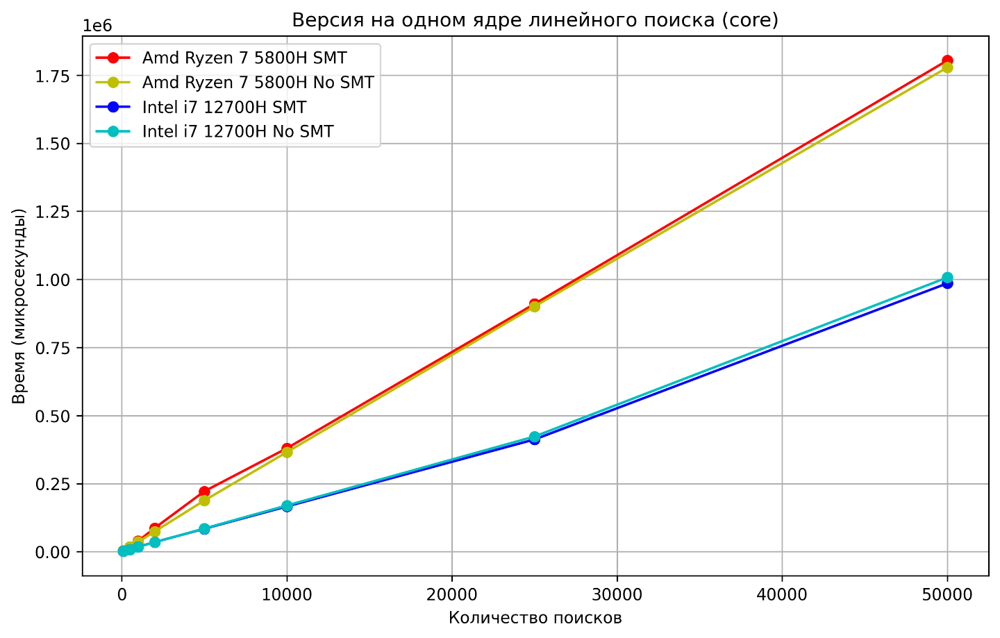 Версия на одном ядре линейного поиска (core)
1e6
Amd Ryzen 7 5800H SMT
Amd Ryzen 7 5800H No SMT
Intel i7 12700H SMT
Intel i7 12700H No SMT
1.75
1.50
1.25
1.00
0.75
0.50
0.25
0.00
Время (микросекунды)
0 10000 20000 30000 40000 50000
Количество поисков